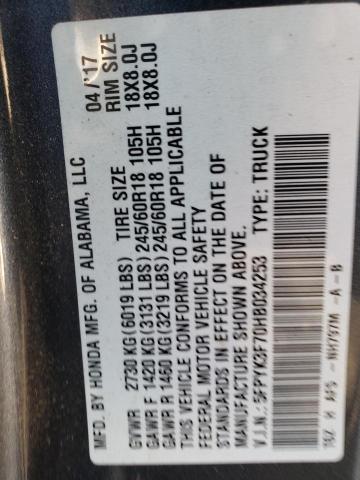 MFD. BY HONDA MFG. OF ALABAMA, LLC 04/17
TIRE SIZE RIM SIZE
GVWR 2730 KG(6019 LBS)
GAWR F 1420 KG(3131 LBS) 245/60R18 105H 18X8.0J
GAWR R 1460 KG(3219 LBS) 245/60R18 105H 18X8.0J
THIS VEHICLE CONFORMS TO ALL APPLICABLE
FEDERAL MOTOR VEHICLE SAFETY
STANDARDS IN EFFECT ON THE DATE OF
MANUFACTURE SHOWN ABOVE.
V.I.N.: 5FPYK3F70HB034253 TYPE: TRUCK
NH797M -A-B